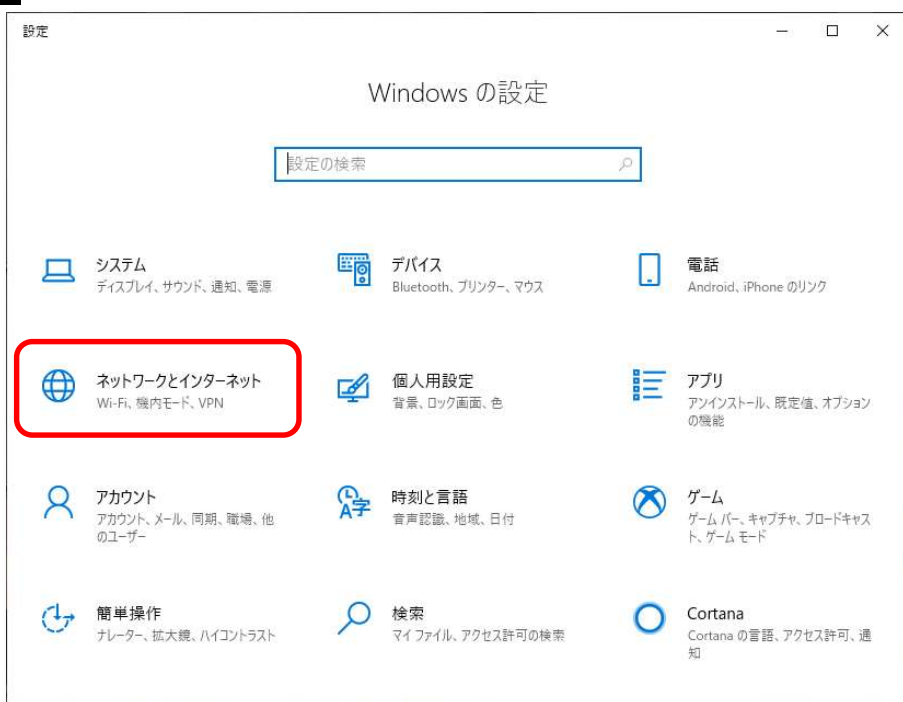 設定
Windows の設定
設定の検索
システム
ディスプレイ、サウンド、通知、電源
デバイス
Bluetooth、プリンター、マウス
電話
Android、iPhone のリンク
ネットワークとインターネット
Wi-Fi、機内モード、VPN
個人用設定
背景、ロック画面、色
アプリ
アンインストール、既定値、オプション
の機能
アカウント
アカウント、メール、同期、職場、他
のユーザー
時刻と言語
音声認識、地域、日付
ゲーム
ゲーム バー、キャプチャ、ブロードキャス
ト、ゲーム モード
簡単操作
ナレーター、拡大鏡、ハイコントラスト
検索
マイ ファイル、アクセス許可の検索
Cortana
Cortana の言語、アクセス許可、通
知